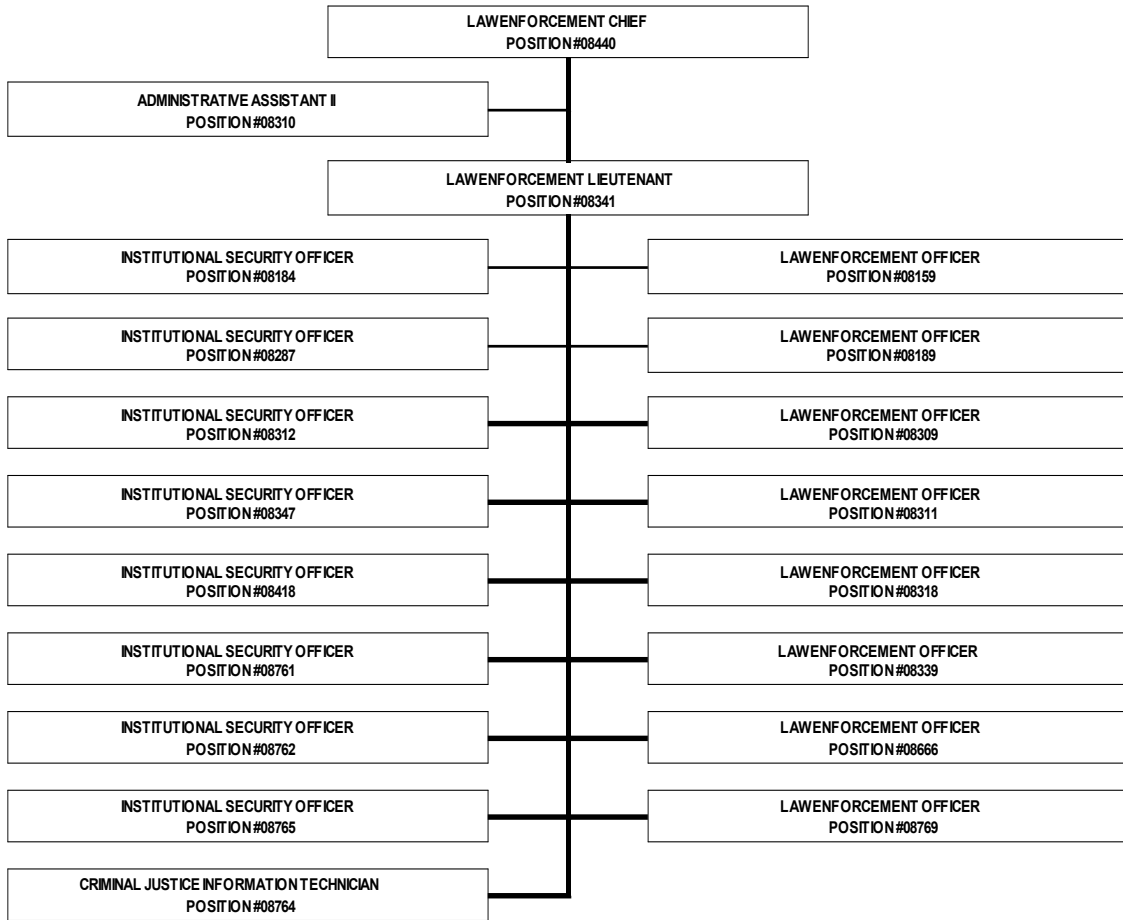 LAWENFORCEMENT CHIEF
POSITION#08440
ADMINISTRATIVE ASSISTANT II
POSITION#08310
LAWENFORCEMENT LIEUTENANT
POSITION#08341
INSTITUTIONAL SECURITY OFFICER
POSITION#08184
LAWENFORCEMENT OFFICER
POSITION#08159
INSTITUTIONAL SECURITY OFFICER
POSITION#08287
LAWENFORCEMENT OFFICER
POSITION#08189
INSTITUTIONAL SECURITY OFFICER
POSITION#08312
LAWENFORCEMENT OFFICER
POSITION#08309
INSTITUTIONAL SECURITY OFFICER
POSITION#08347
LAWENFORCEMENT OFFICER
POSITION#08311
INSTITUTIONAL SECURITY OFFICER
POSITION#08418
LAWENFORCEMENT OFFICER
POSITION#08318
INSTITUTIONAL SECURITY OFFICER
POSITION#08761
LAWENFORCEMENT OFFICER
POSITION#08339
INSTITUTIONAL SECURITY OFFICER
POSITION#08762
LAWENFORCEMENT OFFICER
POSITION#08666
INSTITUTIONAL SECURITY OFFICER
POSITION#08765
LAWENFORCEMENT OFFICER
POSITION#08769
CRIMINAL JUSTICE INFORMATION TECHNICIAN
POSITION#08764